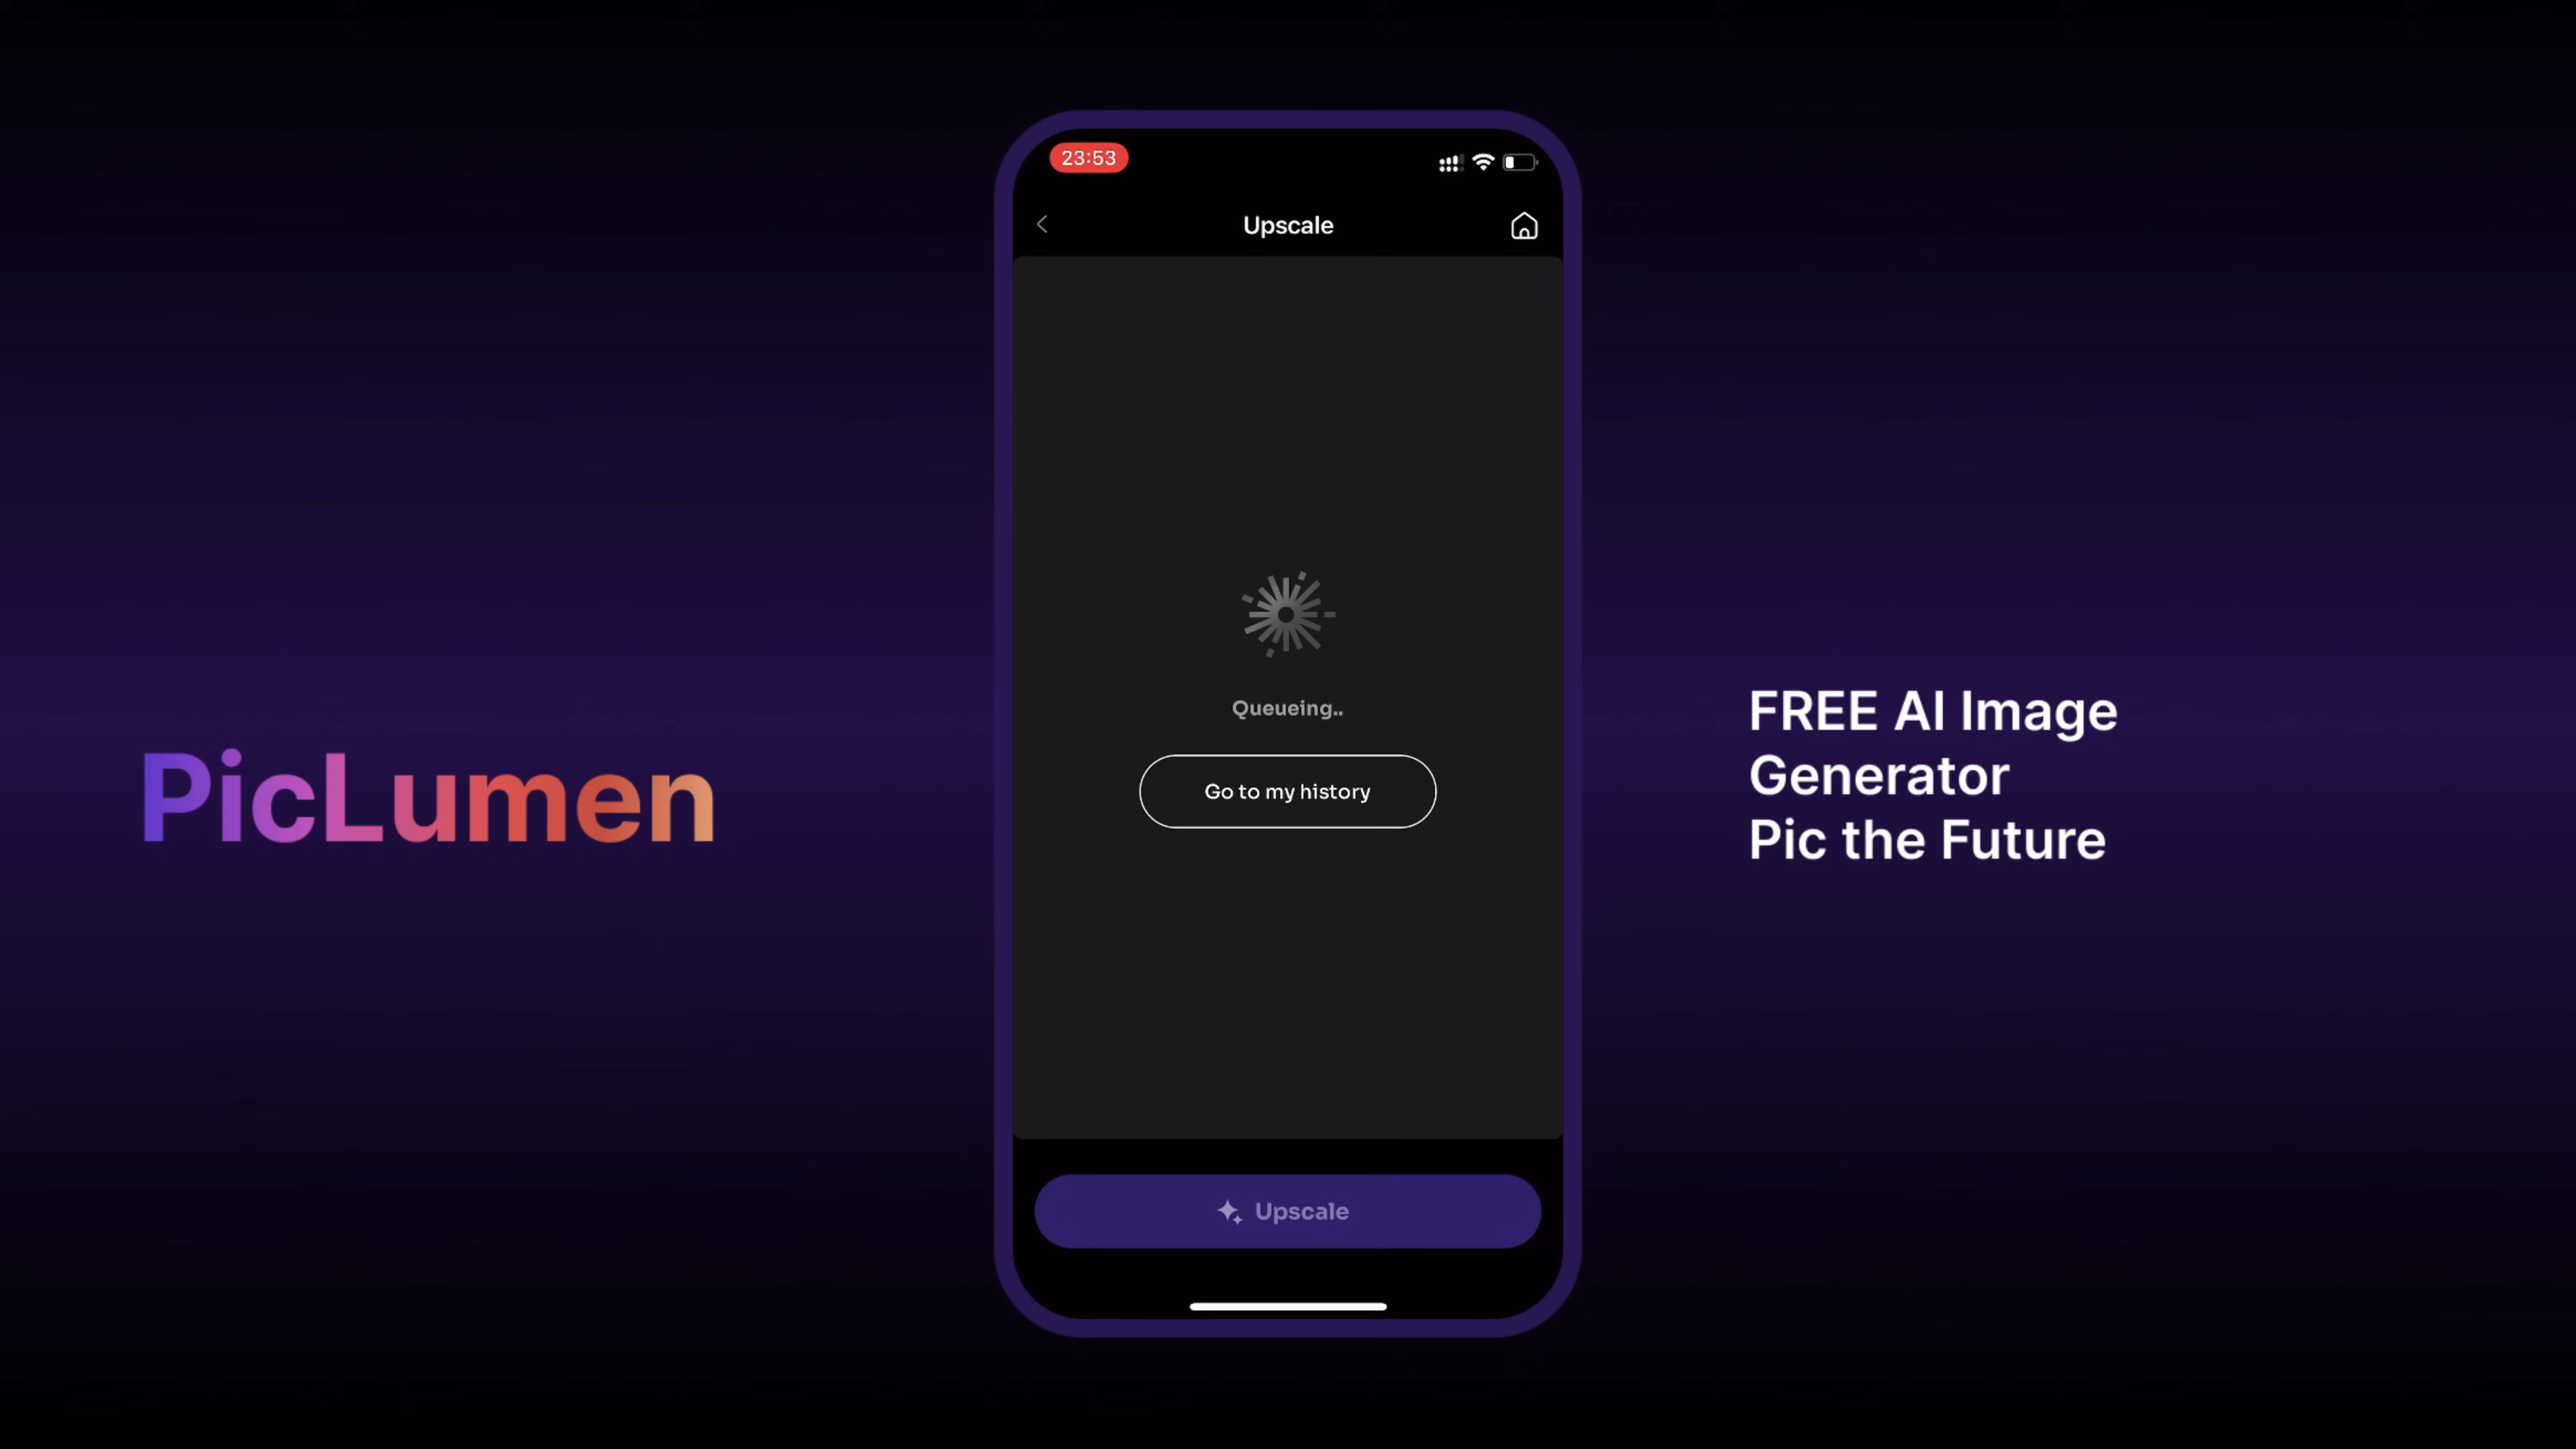 23:53
Upscale
Queueing..
Go to my history
Upscale
PicLumen
FREE AI Image
Generator
Pic the Future